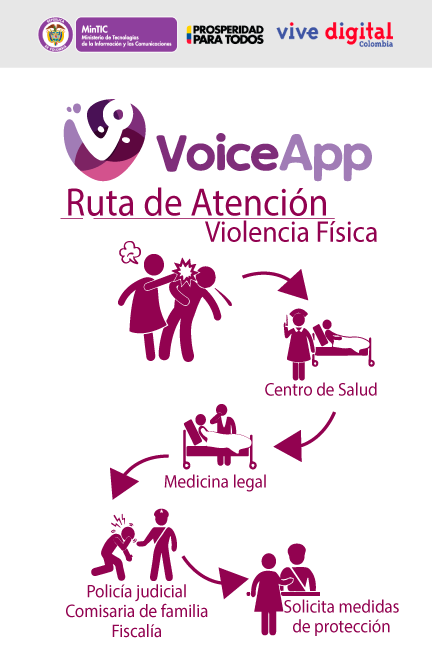 MinTIC
Ministerio de Tecnologías
de la Información y las Comunicaciones
PROSPERIDAD
PARA TODOS
vive digital
Colombia
VoiceApp
Ruta de Atención
Violencia Física
Centro de Salud
Medicina legal
Policía judicial
Comisaria de familia
Fiscalía
Solicita medidas
de protección